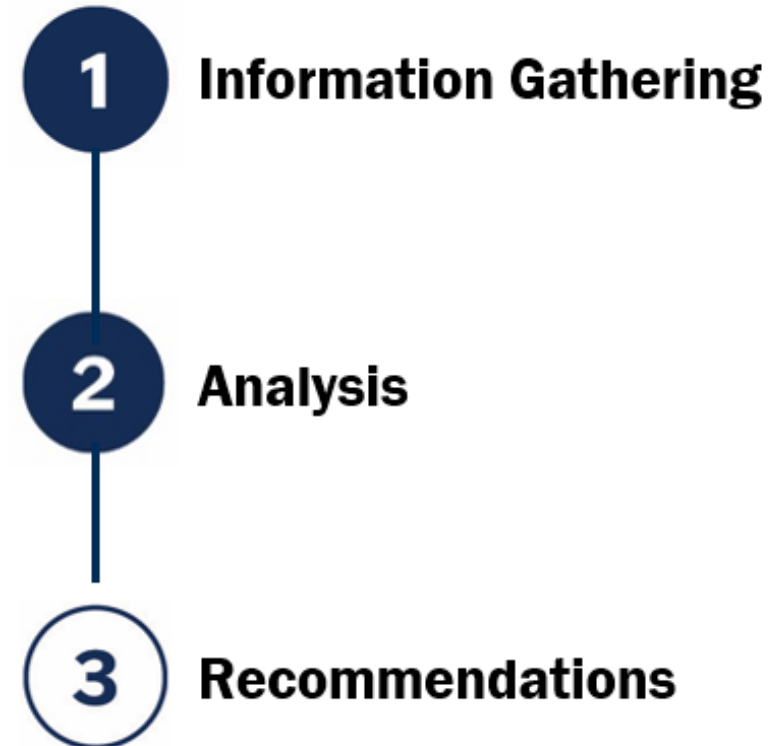 1 Information Gathering
2 Analysis
3 Recommendations